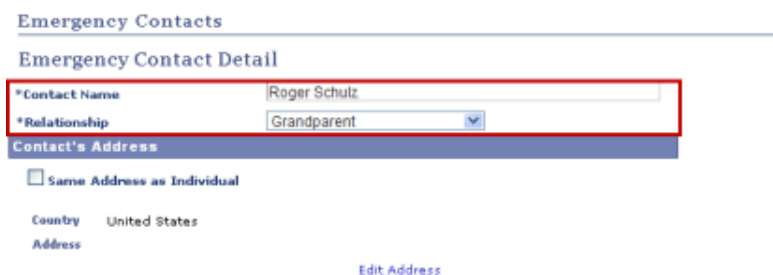 Emergency Contacts
Emergency Contact Detail
*Contact Name Roger Schulz
*Relationship Grandparent
Contact's Address
Same Address as Individual
Country United States
Address
Edit Address